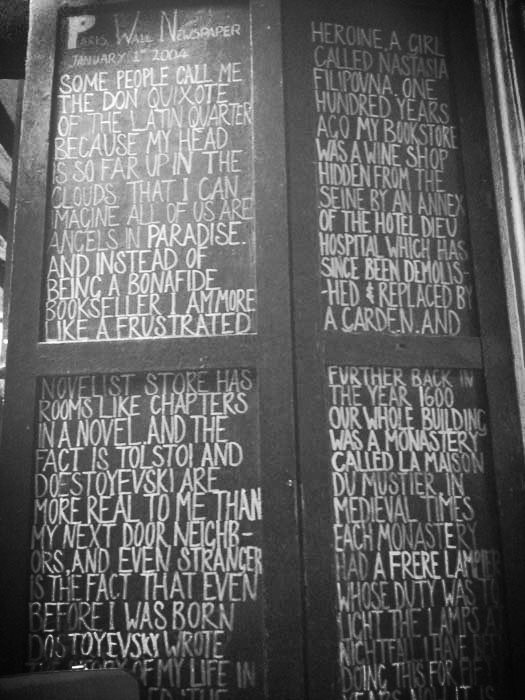 PARIS WALL NEWSPAPER
JANUARY 1ST 2004
SOME PEOPLE CALL ME
THE DON QUIXOTE
OF THE LATIN QUARTER
BECAUSE MY HEAD
IS SO FAR UP IN THE
CLOUDS THAT I CAN
IMAGINE ALL OF US ARE
ANGELS IN PARADISE.
AND INSTEAD OF
BEING A BONAFIDE
BOOKSELLER I AM MORE
LIKE A FRUSTRATED
NOVELIST STORE HAS
ROOMS LIKE CHAPTERS
IN A NOVEL. AND THE
FACT IS TOLSTOI AND
DOESTOYEVSKI ARE
MORE REAL TO ME THAN
MY NEXT DOOR NEIGHB-
ORS, AND EVEN STRANGER
IS THE FACT THAT EVEN
BEFORE I WAS BORN
DOSTOYEVSKY WROTE
THE STORY OF MY LIFE IN
THE
HEROINE, A GIRL
CALLED NASTASIA
FILIPOVNA. ONE
HUNDRED YEARS
AGO MY BOOKSTORE
WAS A WINE SHOP
HIDDEN FROM THE
SEINE BY AN ANNEX
OF THE HOTEL DIEU
HOSPITAL WHICH HAS
SINCE BEEN DEMOLIS-
-HED & REPLACED BY
A GARDEN. AND
FURTHER BACK IN
THE YEAR 1600
OUR WHOLE BUILDING
WAS A MONASTERY
CALLED LA MAISON
DU MUSTIER. IN
MEDIEVAL TIMES
EACH MONASTERY
HAD A FRERE LAMPIER
WHOSE DUTY WAS TO
LIGHT THE LAMPS AT
NIGHTFALL I HAVE BEEN
DOING THIS FOR